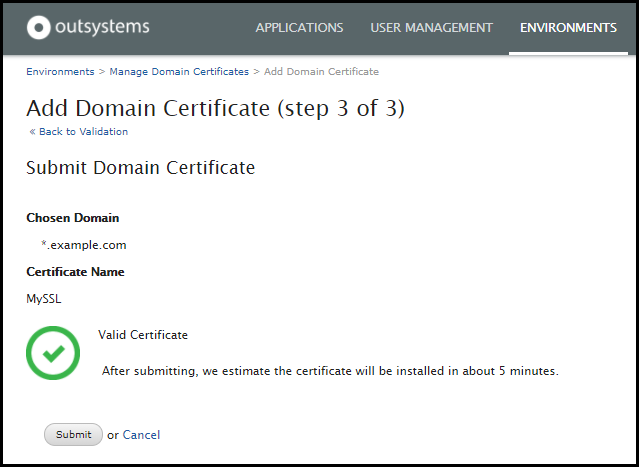 outsystems APPLICATIONS USER MANAGEMENT ENVIRONMENTS
Environments > Manage Domain Certificates > Add Domain Certificate
Add Domain Certificate (step 3 of 3)
« Back to Validation
Submit Domain Certificate
Chosen Domain
*.example.com
Certificate Name
MySSL
Valid Certificate
After submitting, we estimate the certificate will be installed in about 5 minutes.
Submit or Cancel